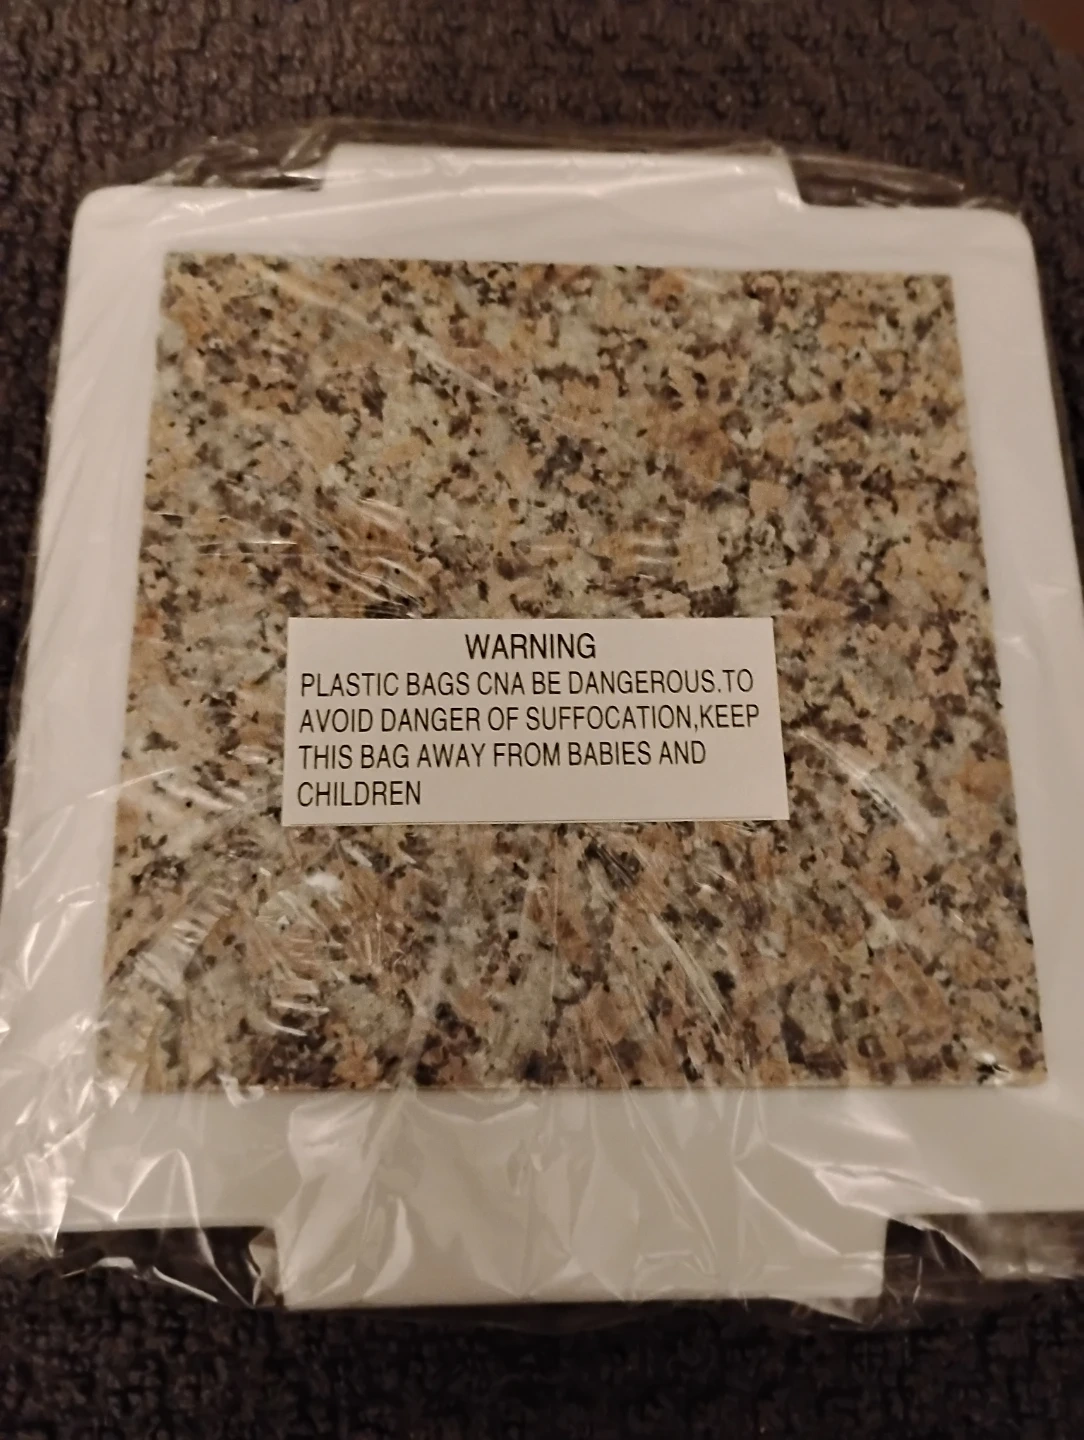 WARNING
PLASTIC BAGS CNA BE DANGEROUS.TO
AVOID DANGER OF SUFFOCATION,KEEP
THIS BAG AWAY FROM BABIES AND
CHILDREN